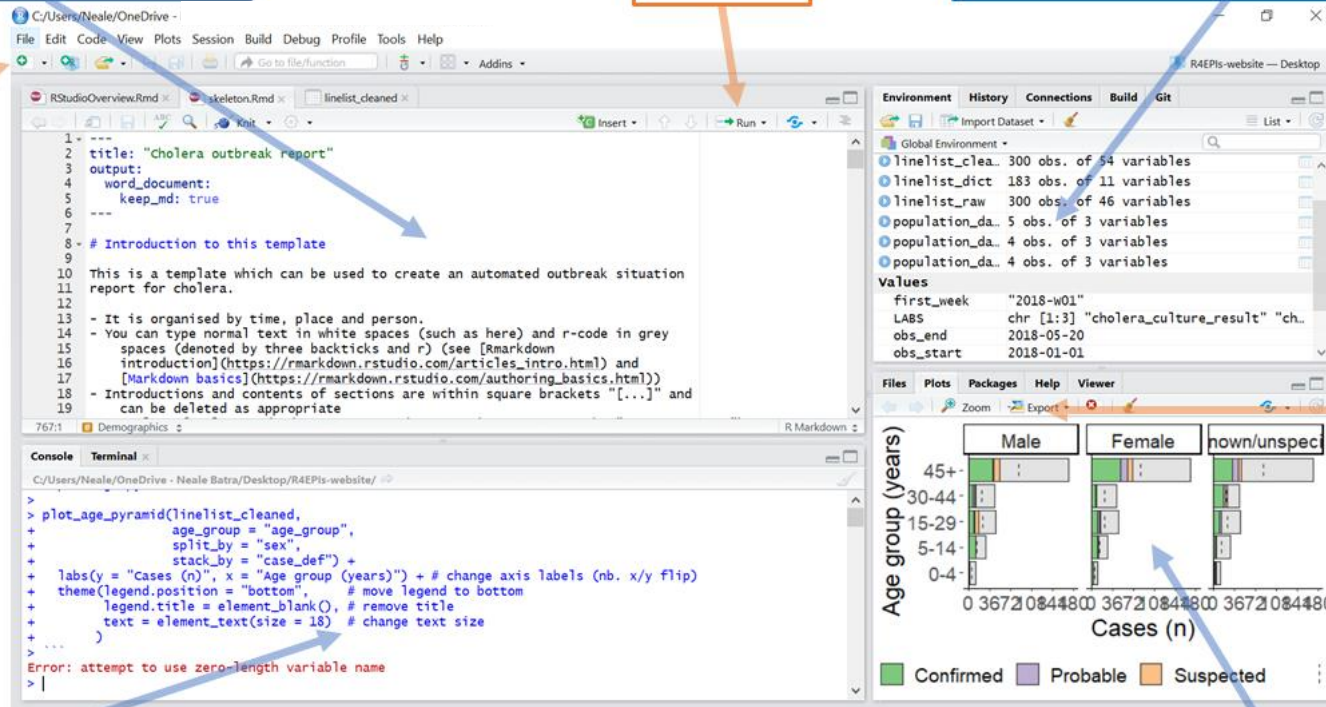 C:/Users/Neale/OneDrive -
File Edit Code View Plots Session Build Debug Profile Tools Help
Go to file/function Addins
R4EPIs-website — Desktop
RStudioOverview.Rmd skeleton.Rmd linelist_cleaned
ABC Knit Insert Run
1 ---
2 title: "Cholera outbreak report"
3 output:
4 word_document:
5 keep_md: true
6 ---
7
8 # Introduction to this template
9
10 This is a template which can be used to create an automated outbreak situation
11 report for cholera.
12
13 - It is organised by time, place and person.
14 - You can type normal text in white spaces (such as here) and r-code in grey
15 spaces (denoted by three backticks and r) (see [Rmarkdown
16 introduction](https://rmarkdown.rstudio.com/articles_intro.html) and
17 [Markdown basics](https://rmarkdown.rstudio.com/authoring_basics.html))
18 - Introductions and contents of sections are within square brackets "[...]" and
19 can be deleted as appropriate
767:1 Demographics R Markdown
Console Terminal
C:/Users/Neale/OneDrive - Neale Batra/Desktop/R4EPIs-website/
>
> plot_age_pyramid(linelist_cleaned,
+ age_group = "age_group",
+ split_by = "sex",
+ stack_by = "case_def") +
+ labs(y = "Cases (n)", x = "Age group (years)") + # change axis labels (nb. x/y flip)
+ theme(legend.position = "bottom", # move legend to bottom
+ legend.title = element_blank(), # remove title
+ text = element_text(size = 18) # change text size
+ )
+ ```
>
Error: attempt to use zero-length variable name
>
Environment History Connections Build Git
Import Dataset List
Global Environment
linelist_clea… 300 obs. of 54 variables
linelist_dict 183 obs. of 11 variables
linelist_raw 300 obs. of 46 variables
population_da… 5 obs. of 3 variables
population_da… 4 obs. of 3 variables
population_da… 4 obs. of 3 variables
Values
first_week "2018-W01"
LABS chr [1:3] "cholera_culture_result" "ch…
obs_end 2018-05-20
obs_start 2018-01-01
Files Plots Packages Help Viewer
Zoom Export
Male Female nown/unspeci
Age group (years)
45+
30-44
15-29
5-14
0-4
Cases (n)
Confirmed Probable Suspected